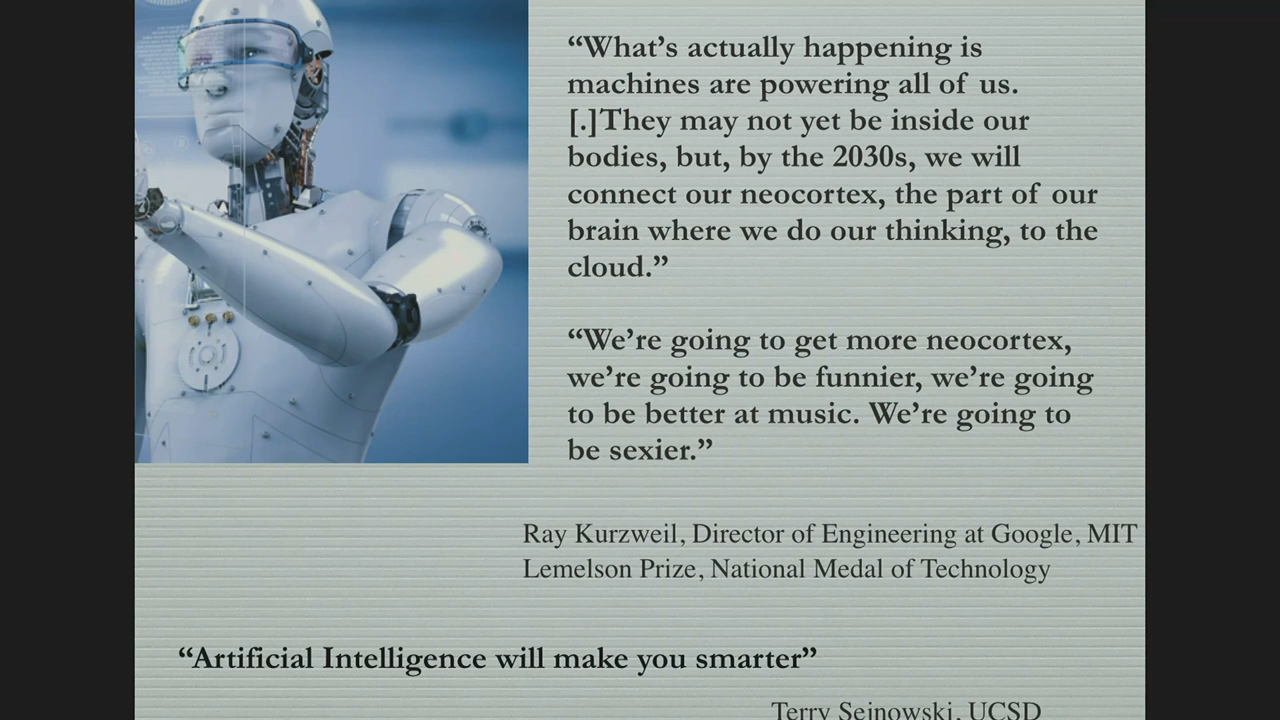 “What’s actually happening is
machines are powering all of us.
[.]They may not yet be inside our
bodies, but, by the 2030s, we will
connect our neocortex, the part of our
brain where we do our thinking, to the
cloud.”
“We’re going to get more neocortex,
we’re going to be funnier, we’re going
to be better at music. We’re going to
be sexier.”
Ray Kurzweil, Director of Engineering at Google, MIT
Lemelson Prize, National Medal of Technology
“Artificial Intelligence will make you smarter”
Terry Sejnowski, UCSD